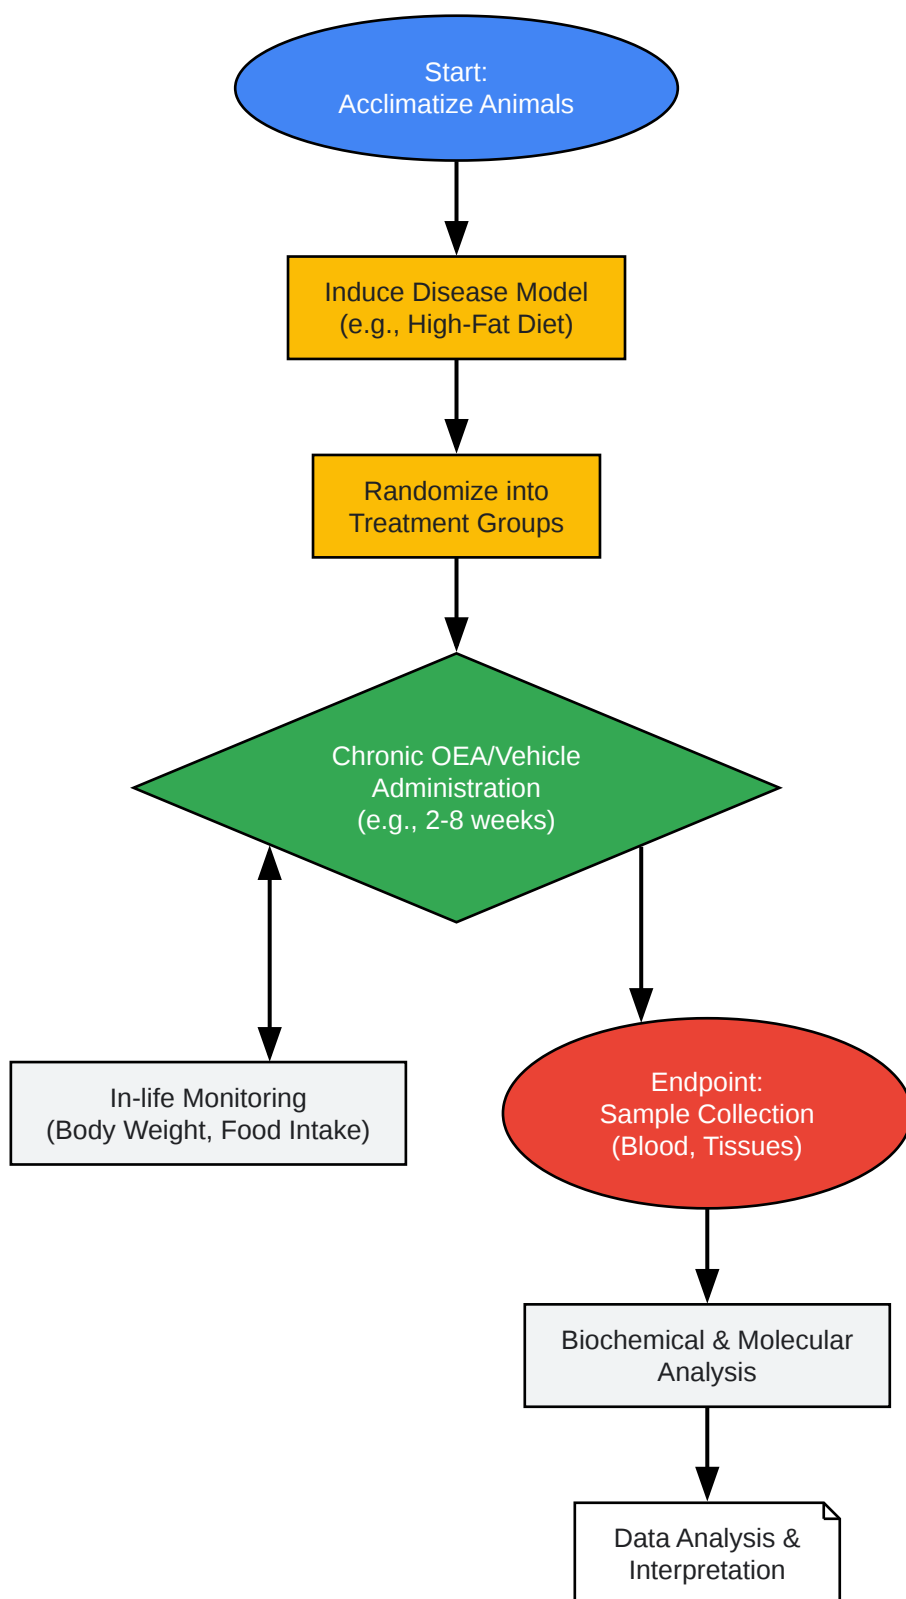 Start:
Acclimatize Animals
Induce Disease Model
(e.g., High-Fat Diet)
Randomize into
Treatment Groups
Chronic OEA/Vehicle
Administration
(e.g., 2-8 weeks)
In-life Monitoring
(Body Weight, Food Intake)
Endpoint:
Sample Collection
(Blood, Tissues)
Biochemical & Molecular
Analysis
Data Analysis &
Interpretation